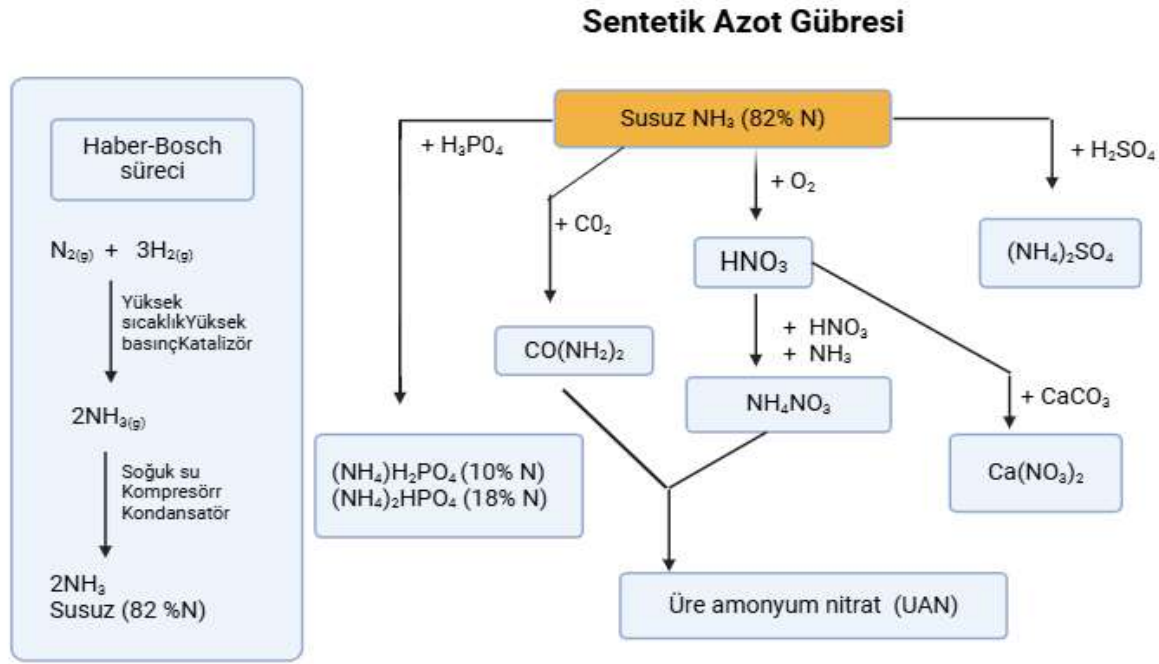 Sentetik Azot Gübresi
Haber-Bosch
süreci
N₂₍g₎ + 3H₂₍g₎
Yüksek
sıcaklıkYüksek
basınçKatalizör
2NH₃₍g₎
Soğuk su
Kompresörr
Kondansatör
2NH₃
Susuz (82 %N)
Susuz NH₃ (82% N)
+ H₃P0₄
+ C0₂
+ O₂
+ H₂SO₄
HNO₃
(NH₄)₂SO₄
CO(NH₂)₂
+ HNO₃
+ NH₃
NH₄NO₃
+ CaCO₃
(NH₄)H₂PO₄ (10% N)
(NH₄)₂HPO₄ (18% N)
Ca(NO₃)₂
Üre amonyum nitrat (UAN)